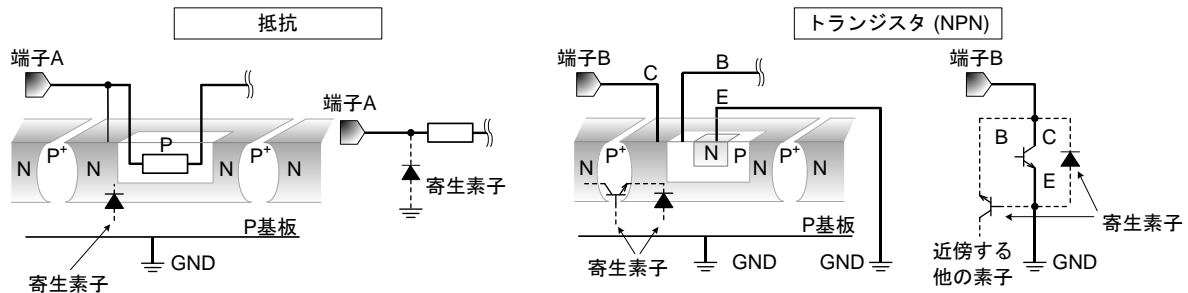 抵抗
端子A
P
N
P+
N
N
P+
N
P基板
GND
寄生素子
端子A
寄生素子
トランジスタ (NPN)
端子B
C
B
E
N
P+
N
N
P
N
P+
N
P基板
寄生素子
GND
GND
端子B
B
C
E
寄生素子
近傍する
他の素子
GND